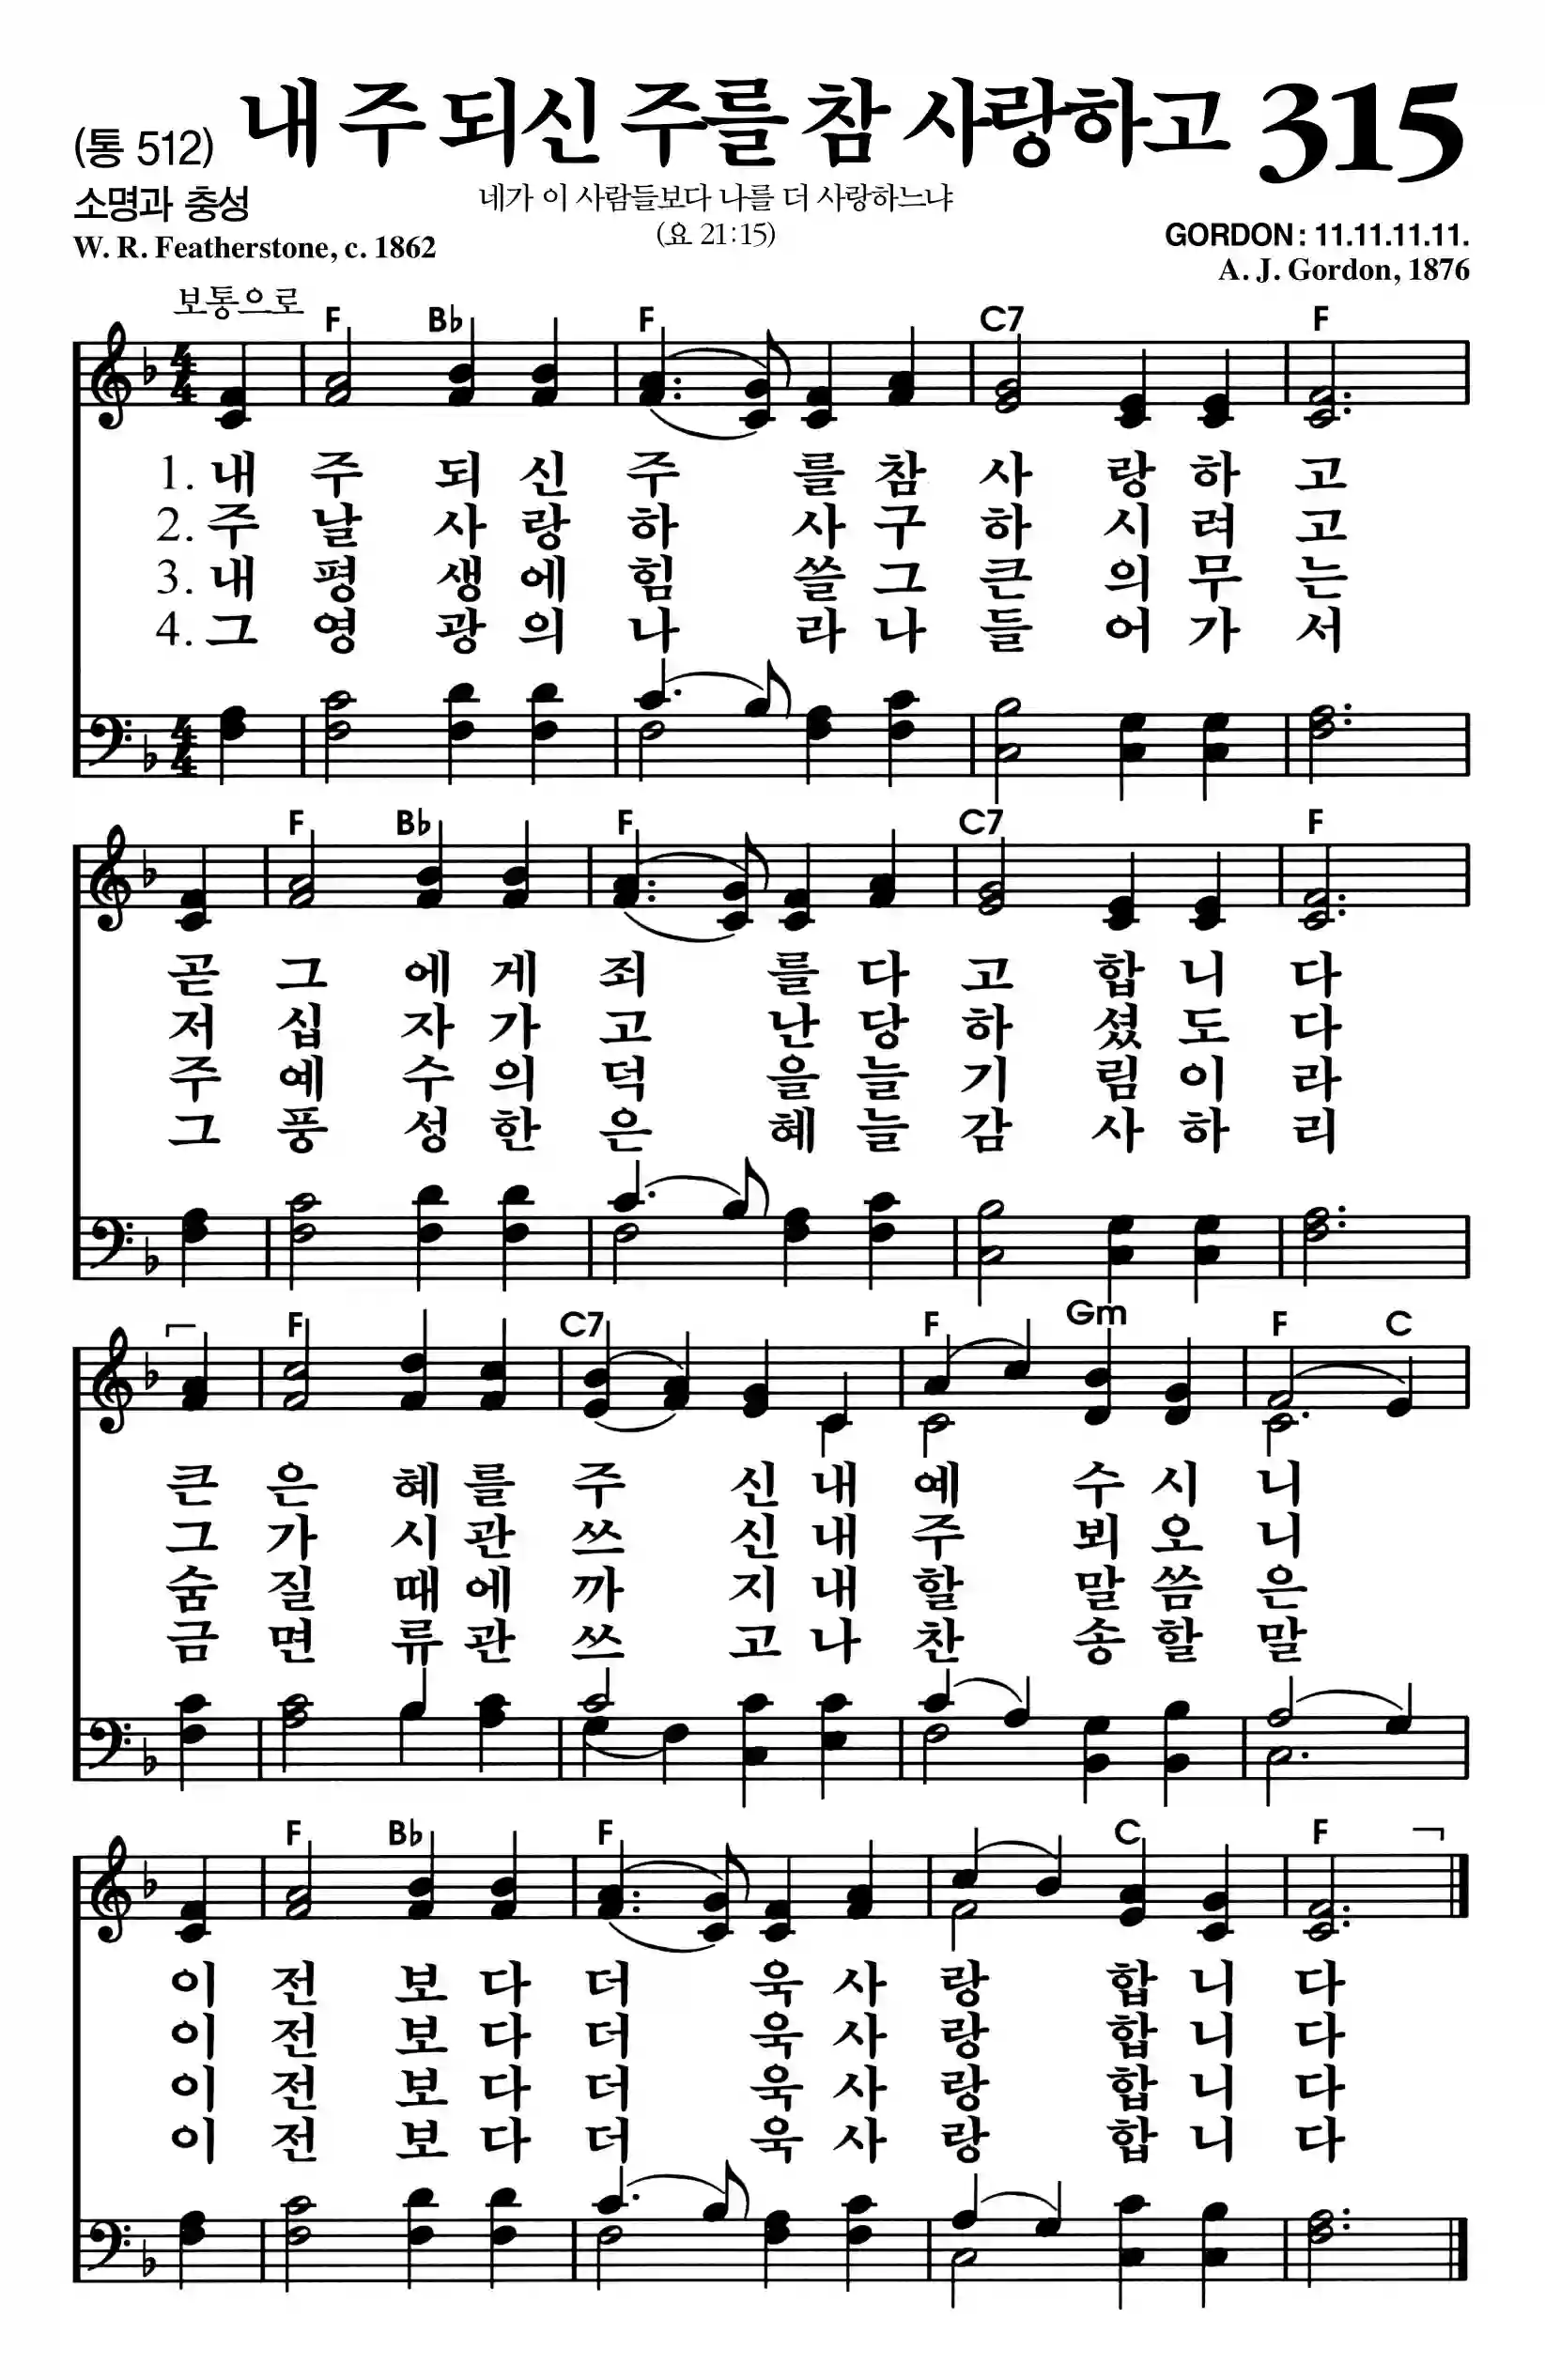 (통 512) 내 주 되신 주를 참 사랑하고 315
소명과 충성
네가 이 사람들보다 나를 더 사랑하느냐
(요 21:15)
W. R. Featherstone, c. 1862
GORDON : 11.11.11.11.
A. J. Gordon, 1876
보통으로
F B♭ F C7 F
1. 내 주 되 신 주 를 참 사 랑 하 고
2. 주 날 사 랑 하 사 구 하 시 려 고
3. 내 평 생 에 힘 쓸 그 큰 의 무 는
4. 그 영 광 의 나 라 나 들 어 가 서
F B♭ F C7 F
곧 그 에 게 죄 를 다 고 합 니 다
저 십 자 가 고 난 당 하 셨 도 다
주 예 수 의 덕 을 늘 기 림 이 라
그 풍 성 한 은 혜 늘 감 사 하 리
F C7 F Gm F C
큰 은 혜 를 주 신 내 예 수 시 니
그 가 시 관 쓰 신 내 주 뵈 오 니
숨 질 때 에 까 지 내 할 말 씀 은
금 면 류 관 쓰 고 나 찬 송 할 말
F B♭ F C F
이 전 보 다 더 욱 사 랑 합 니 다
이 전 보 다 더 욱 사 랑 합 니 다
이 전 보 다 더 욱 사 랑 합 니 다
이 전 보 다 더 욱 사 랑 합 니 다